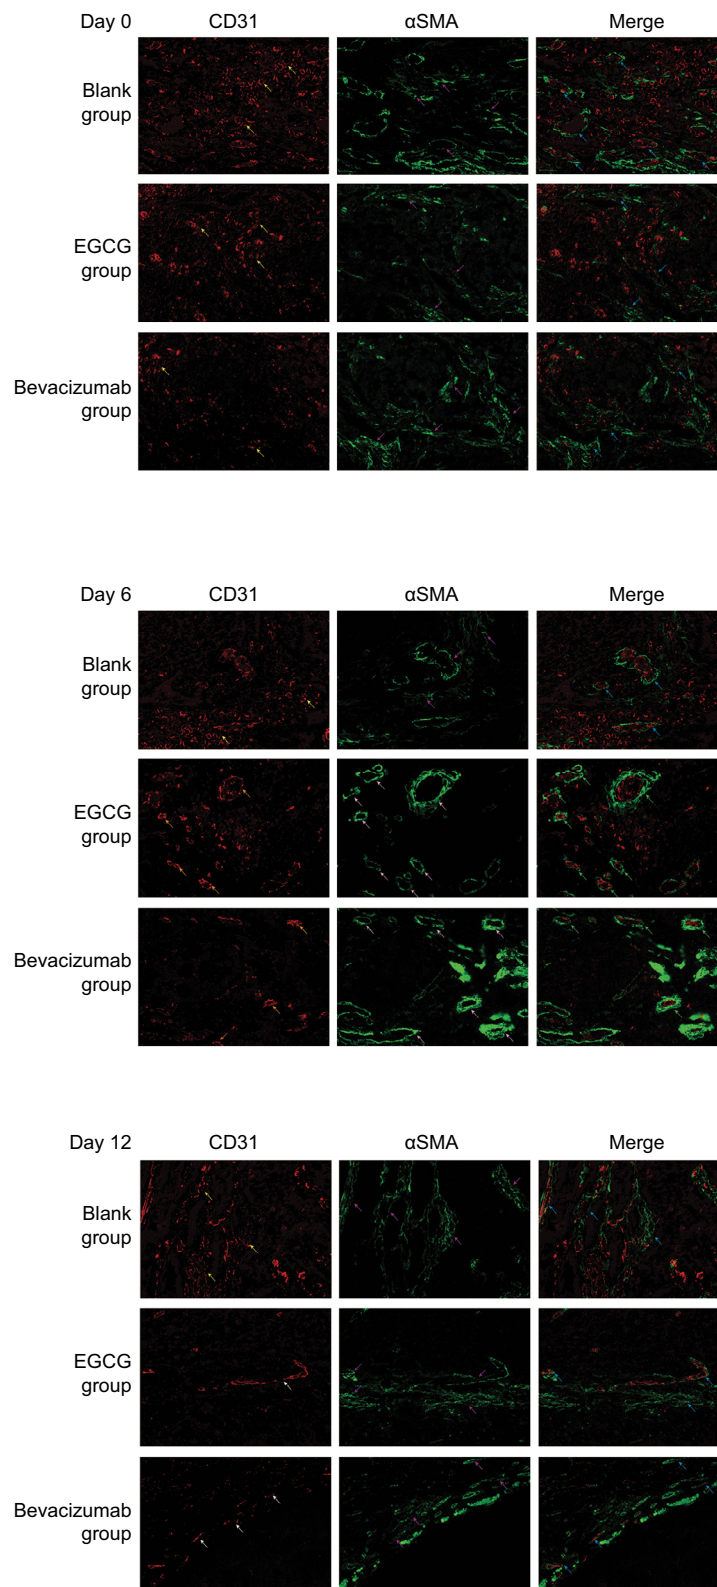 Day 0 CD31 αSMA Merge
Blank
group
EGCG
group
Bevacizumab
group
Day 6 CD31 αSMA Merge
Blank
group
EGCG
group
Bevacizumab
group
Day 12 CD31 αSMA Merge
Blank
group
EGCG
group
Bevacizumab
group